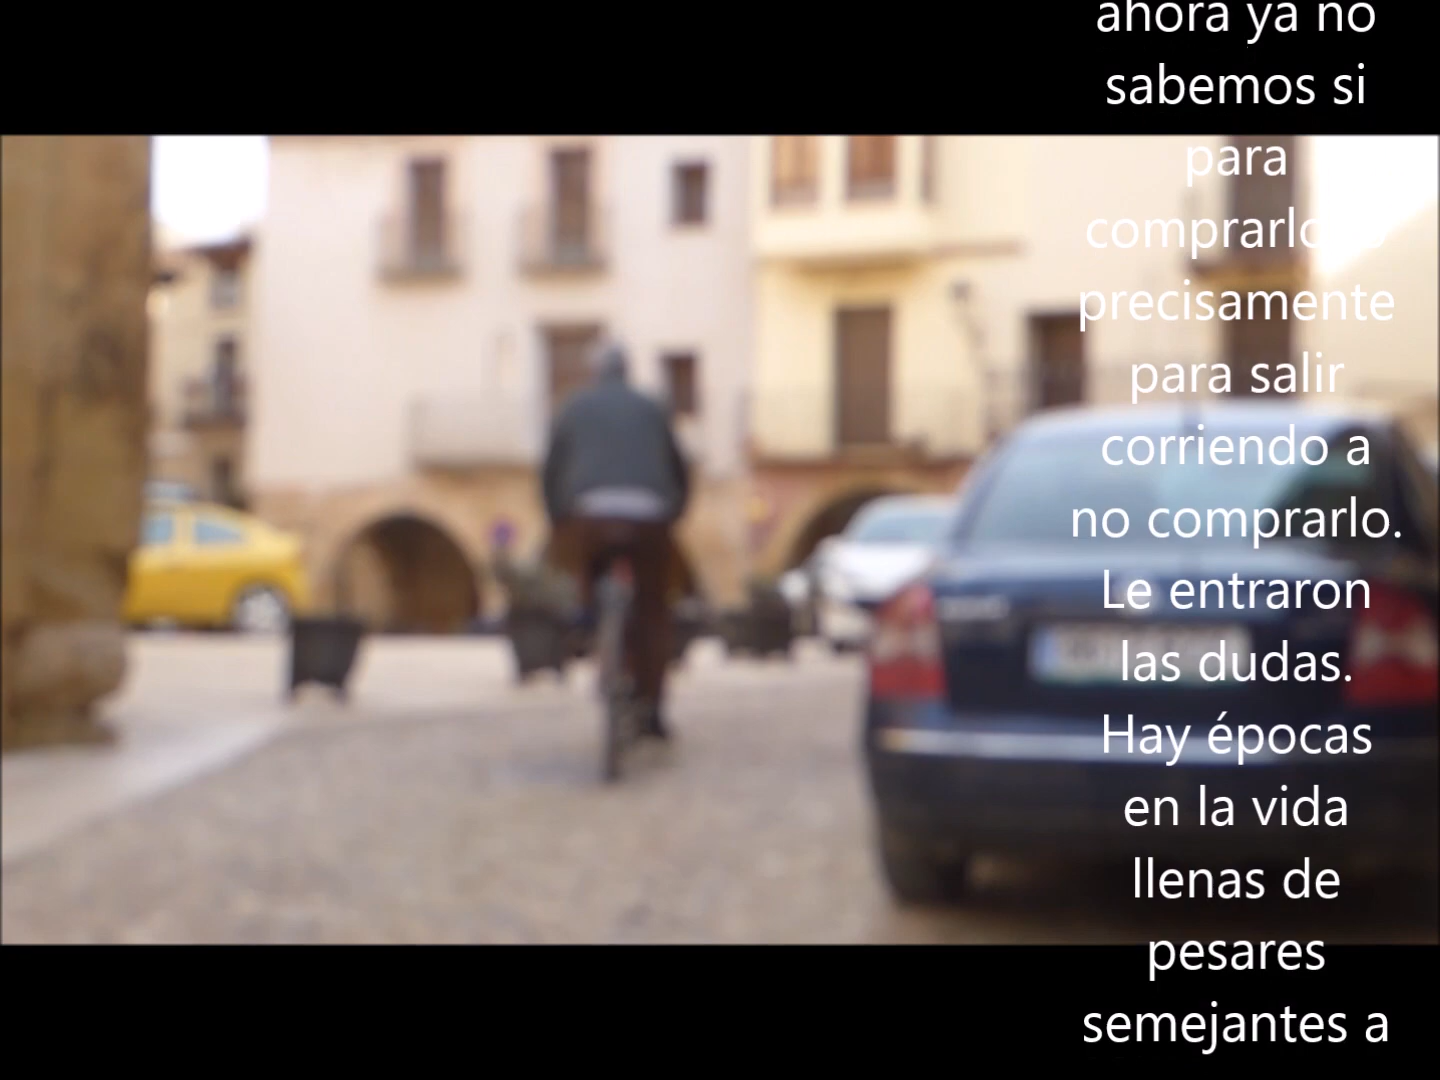 ahora ya no
sabemos si
para
comprarlo o
precisamente
para salir
corriendo a
no comprarlo.
Le entraron
las dudas.
Hay épocas
en la vida
llenas de
pesares
semejantes a